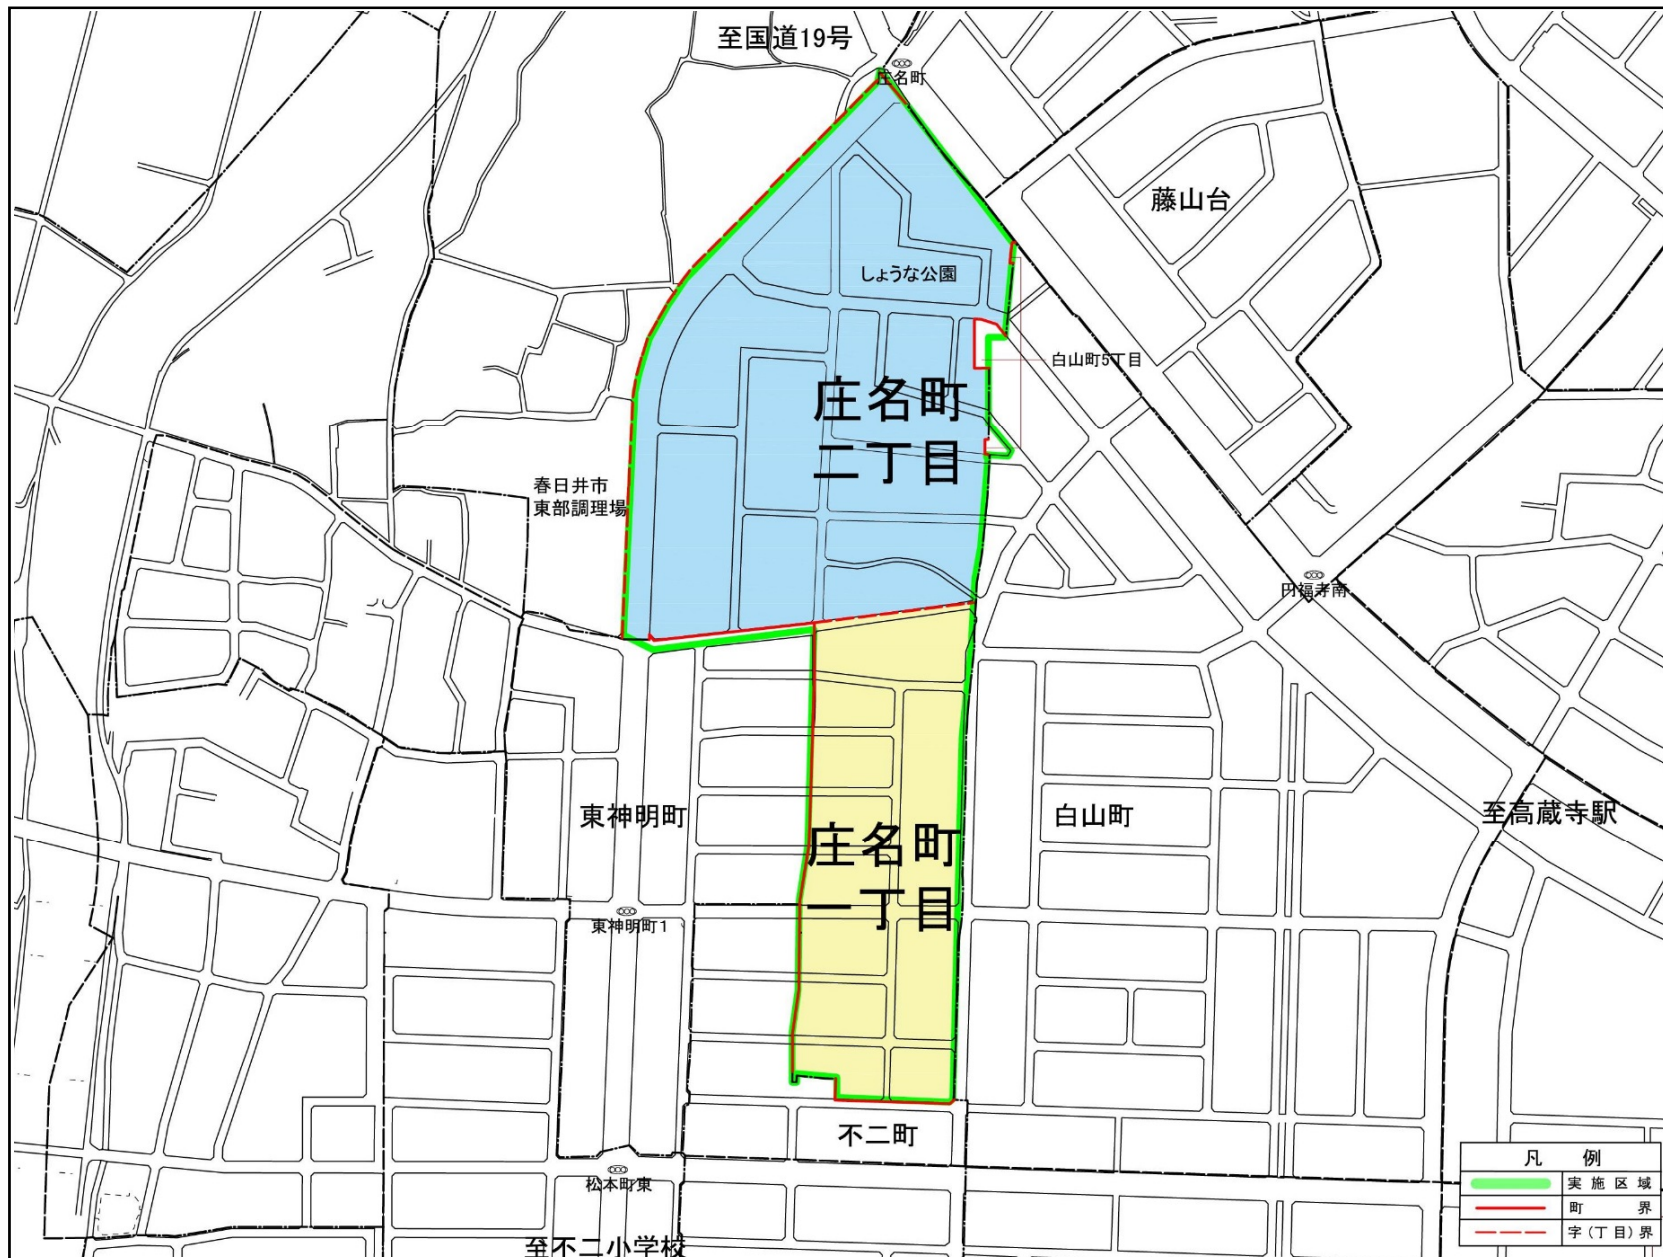 至国道19号
庄名町
藤山台
しょうな公園
白山町5丁目
庄名町
二丁目
春日井市
東部調理場
円福寺南
東神明町
白山町
至高蔵寺駅
庄名町
一丁目
東神明町1
不二町
松本町東
至不二小学校
凡 例
実施区域
町 界
字(丁目)界